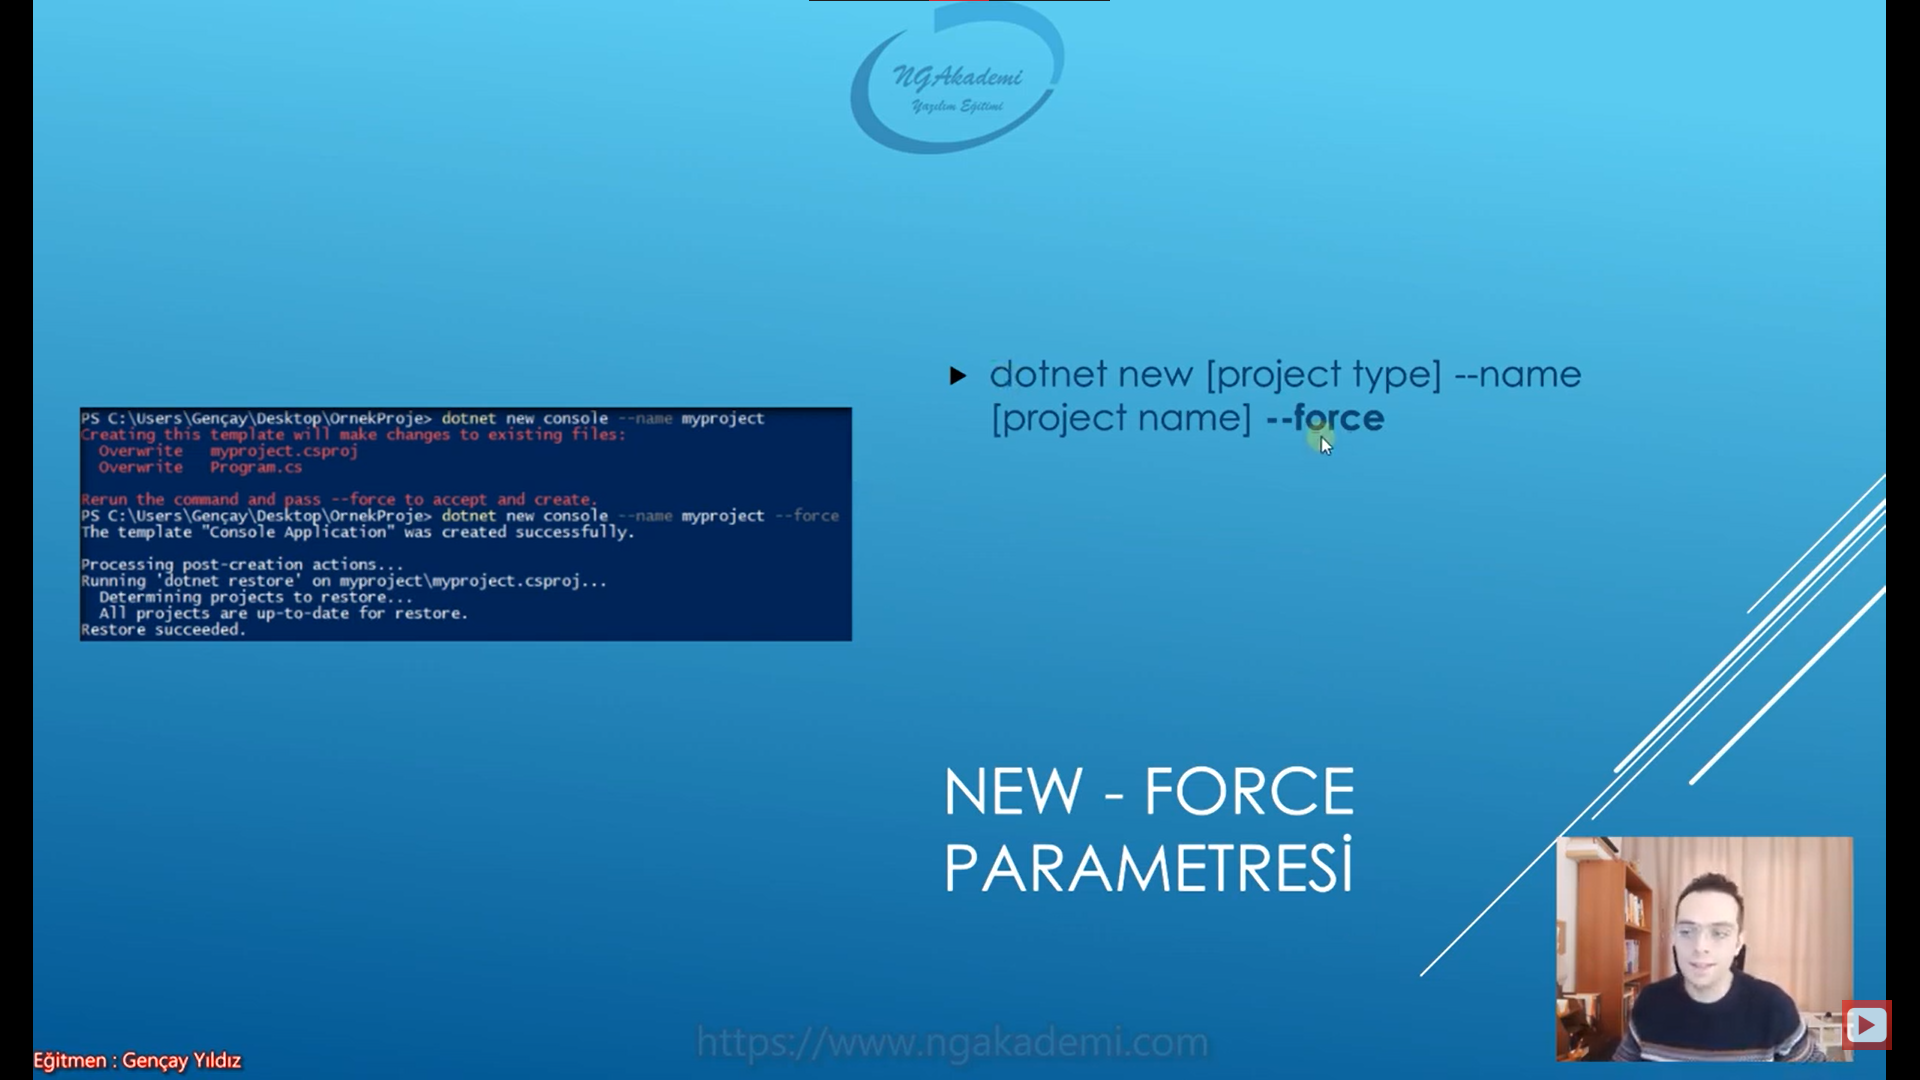 NGAkademi
Yazılım Eğitimi
dotnet new [project type] --name
[project name] --force
PS C:\Users\Gençay\Desktop\OrnekProje> dotnet new console --name myproject
Creating this template will make changes to existing files:
Overwrite myproject.csproj
Overwrite Program.cs
Rerun the command and pass --force to accept and create.
PS C:\Users\Gençay\Desktop\OrnekProje> dotnet new console --name myproject --force
The template "Console Application" was created successfully.
Processing post-creation actions...
Running 'dotnet restore' on myproject\myproject.csproj...
Determining projects to restore...
All projects are up-to-date for restore.
Restore succeeded.
NEW - FORCE
PARAMETRESİ
https://www.ngakademi.com
Eğitmen : Gençay Yıldız